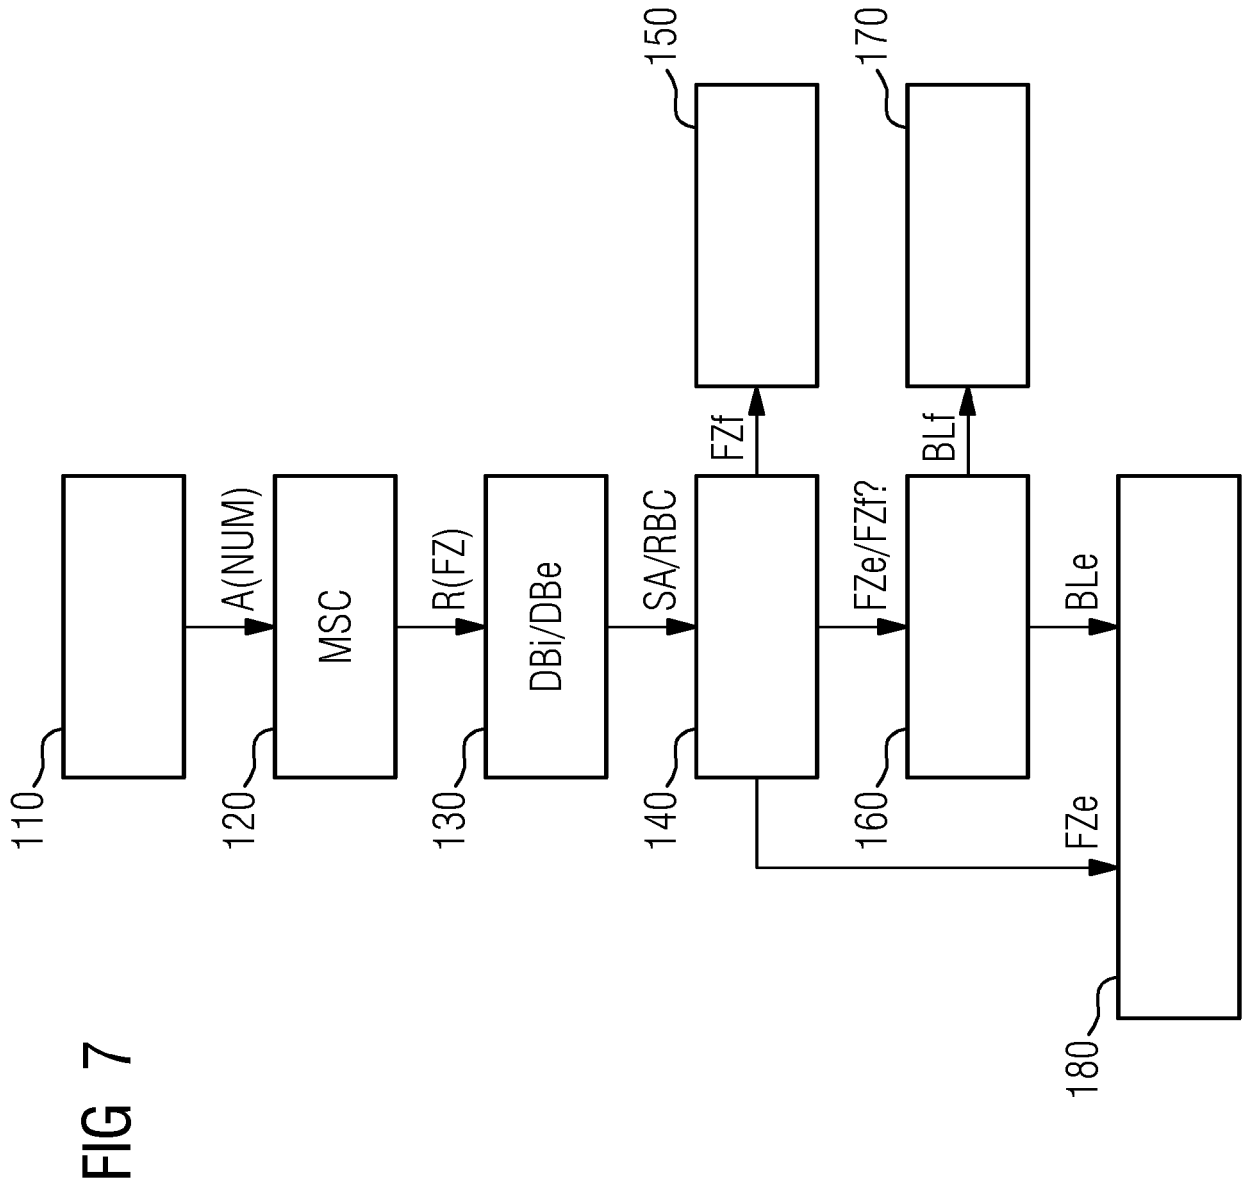 FIG 7
110
A(NUM)
120
MSC
R(FZ)
130
DBi/DBe
SA/RBC
140
FZf
150
FZe/FZf?
160
BLf
170
FZe
BLe
180